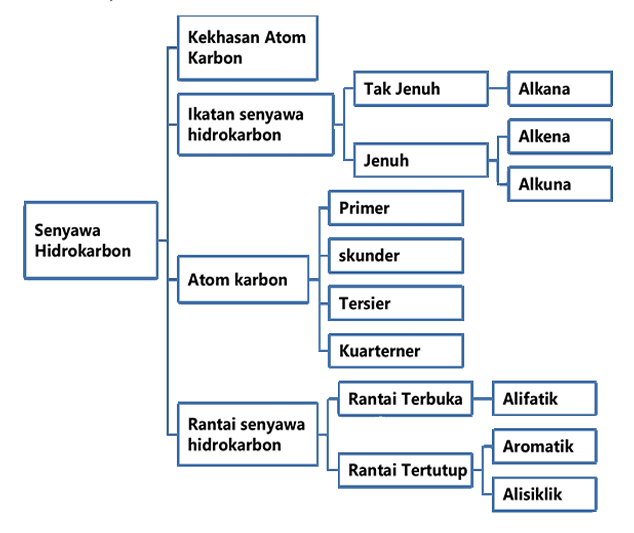 Kekhasan Atom
Karbon
Ikatan senyawa
hidrokarbon
Tak Jenuh
Alkana
Jenuh
Alkena
Alkuna
Senyawa
Hidrokarbon
Atom karbon
Primer
skunder
Tersier
Kuarterner
Rantai senyawa
hidrokarbon
Rantai Terbuka
Alifatik
Rantai Tertutup
Aromatik
Alisiklik